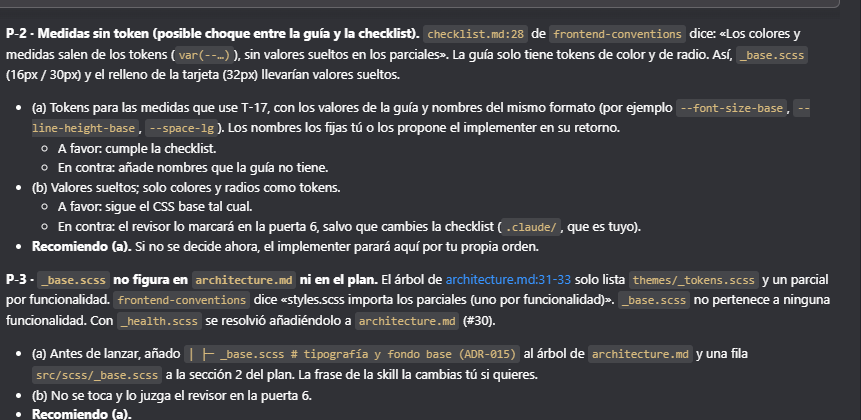 P-2 - Medidas sin token (posible choque entre la guía y la checklist). checklist.md:28 de frontend-conventions dice: «Los colores y
medidas salen de los tokens (var(--…)), sin valores sueltos en los parciales». La guía solo tiene tokens de color y de radio. Así, _base.scss
(16px / 30px) y el relleno de la tarjeta (32px) llevarían valores sueltos.
• (a) Tokens para las medidas que use T-17, con los valores de la guía y nombres del mismo formato (por ejemplo --font-size-base, --
line-height-base, --space-lg). Los nombres los fijas tú o los propone el implementer en su retorno.
○ A favor: cumple la checklist.
○ En contra: añade nombres que la guía no tiene.
• (b) Valores sueltos; solo colores y radios como tokens.
○ A favor: sigue el CSS base tal cual.
○ En contra: el revisor lo marcará en la puerta 6, salvo que cambies la checklist (.claude/, que es tuyo).
• Recomiendo (a). Si no se decide ahora, el implementer parará aquí por tu propia orden.
P-3 - _base.scss no figura en architecture.md ni en el plan. El árbol de architecture.md:31-33 solo lista themes/_tokens.scss y un parcial
por funcionalidad. frontend-conventions dice «styles.scss importa los parciales (uno por funcionalidad)». _base.scss no pertenece a ninguna
funcionalidad. Con _health.scss se resolvió añadiéndolo a architecture.md (#30).
• (a) Antes de lanzar, añado │ ├─ _base.scss # tipografía y fondo base (ADR-015) al árbol de architecture.md y una fila
src/scss/_base.scss a la sección 2 del plan. La frase de la skill la cambias tú si quieres.
• (b) No se toca y lo juzga el revisor en la puerta 6.
• Recomiendo (a).